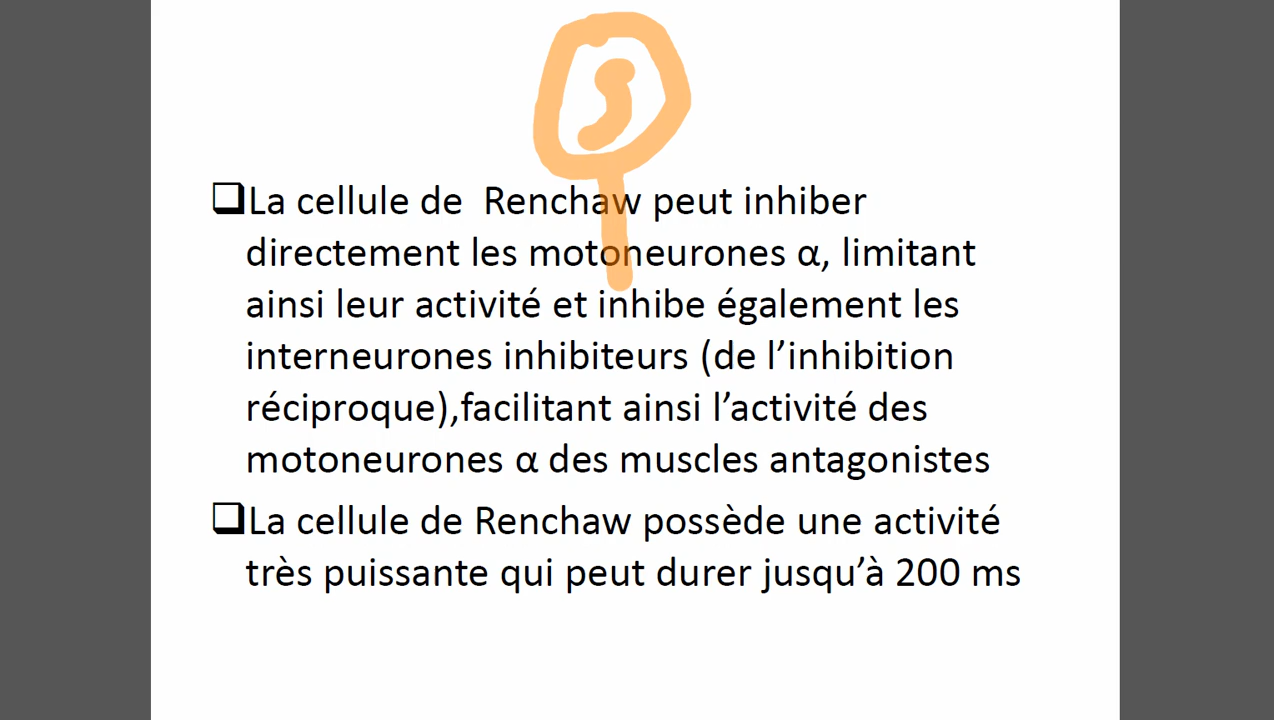 ❑La cellule de Renchaw peut inhiber
directement les motoneurones α, limitant
ainsi leur activité et inhibe également les
interneurones inhibiteurs (de l’inhibition
réciproque),facilitant ainsi l’activité des
motoneurones α des muscles antagonistes
❑La cellule de Renchaw possède une activité
très puissante qui peut durer jusqu’à 200 ms